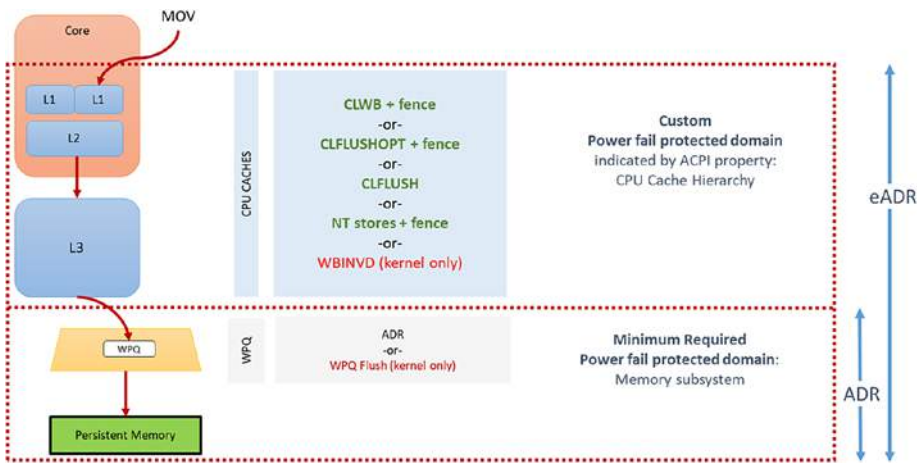 MOV
Core
L1
L1
L2
L3
WPQ
Persistent Memory
CPU CACHES
CLWB + fence
-or-
CLFLUSHOPT + fence
-or-
CLFLUSH
-or-
NT stores + fence
-or-
WBINVD (kernel only)
WPQ
ADR
-or-
WPQ Flush (kernel only)
Custom
Power fail protected domain
indicated by ACPI property:
CPU Cache Hierarchy
Minimum Required
Power fail protected domain:
Memory subsystem
eADR
ADR